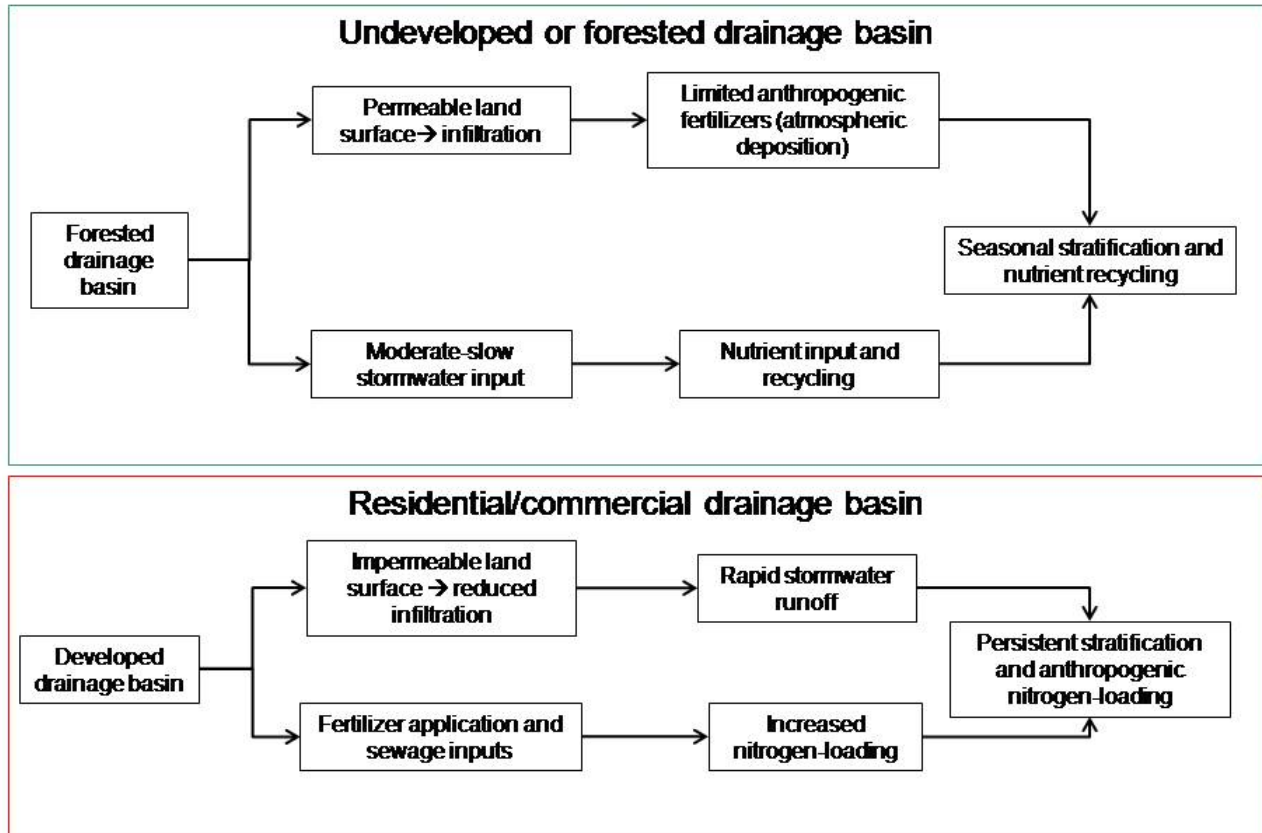 Undeveloped or forested drainage basin
Permeable land
surface→ infiltration
Limited anthropogenic
fertilizers (atmospheric
deposition)
Forested
drainage
basin
Seasonal stratification and
nutrient recycling
Moderate-slow
stormwater input
Nutrient input and
recycling
Residential/commercial drainage basin
Impermeable land
surface → reduced
infiltration
Rapid stormwater
runoff
Developed
drainage basin
Persistent stratification
and anthropogenic
nitrogen-loading
Fertilizer application and
sewage inputs
Increased
nitrogen-loading